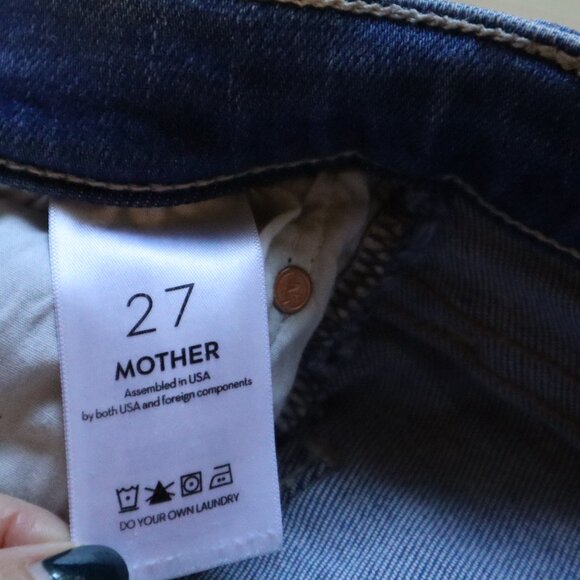 27
MOTHER
Assembled in USA
by both USA and foreign components
DO YOUR OWN LAUNDRY